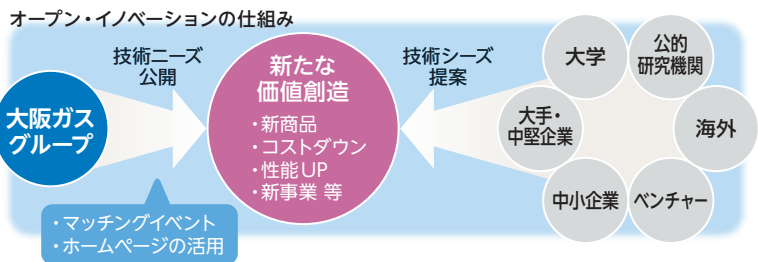 オープン・イノベーションの仕組み
技術ニーズ
公開
大阪ガス
グループ
・マッチングイベント
・ホームページの活用
新たな
価値創造
・新商品
・コストダウン
・性能UP
・新事業 等
技術シーズ
提案
大学
公的
研究機関
大手・
中堅企業
海外
中小企業
ベンチャー